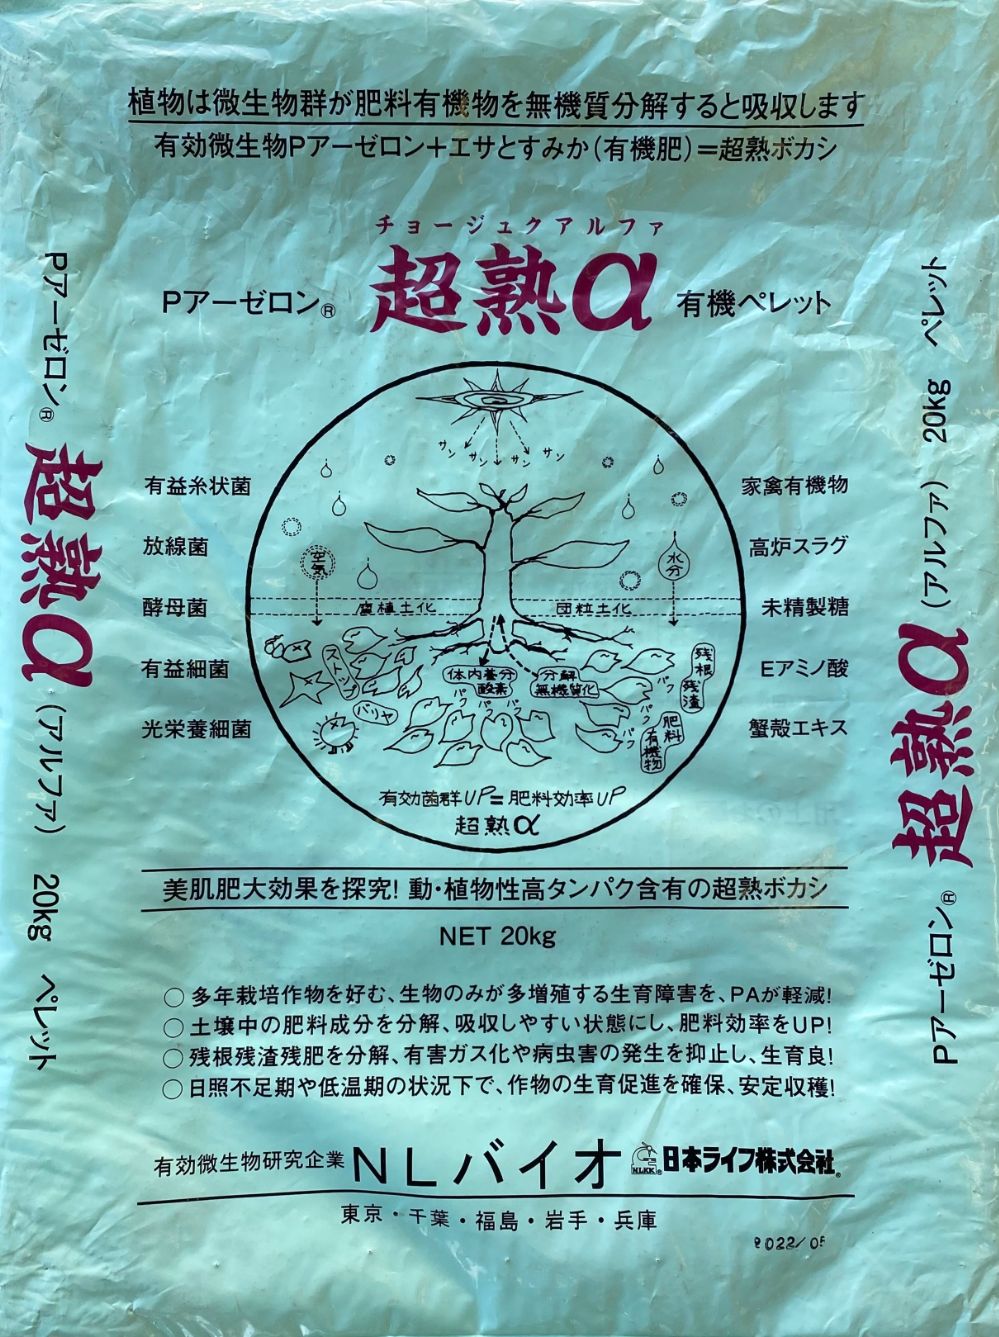 植物は微生物群が肥料有機物を無機質分解すると吸収します
有効微生物Pアーゼロン＋エサとすみか(有機肥)＝超熟ボカシ
チョージュクアルファ
Pアーゼロン® 超熟α 有機ペレット
Pアーゼロン® 超熟α (アルファ) 20kg ペレット
有益糸状菌
放線菌
酵母菌
有益細菌
光栄養細菌
サン サン サン サン
空気
水分
団粒土化
ストーン
バリヤ
体内養分
酸素
分解
無機質化
パク パク パク パク パク
残根
残渣
肥料
有機物
有効菌群UP＝肥料効率UP
超熟α
家禽有機物
高炉スラグ
未精製糖
Eアミノ酸
蟹殻エキス
Pアーゼロン® 超熟α (アルファ) 20kg ペレット
美肌肥大効果を探究! 動・植物性高タンパク含有の超熟ボカシ
NET 20kg
○多年栽培作物を好む、生物のみが多増殖する生育障害を、PAが軽減!
○土壌中の肥料成分を分解、吸収しやすい状態にし、肥料効率をUP!
○残根残渣残肥を分解、有害ガス化や病虫害の発生を抑止し、生育良!
○日照不足期や低温期の状況下で、作物の生育促進を確保、安定収穫!
有効微生物研究企業 NLバイオ NLKK® 日本ライフ株式会社®
東京・千葉・福島・岩手・兵庫
2022/05